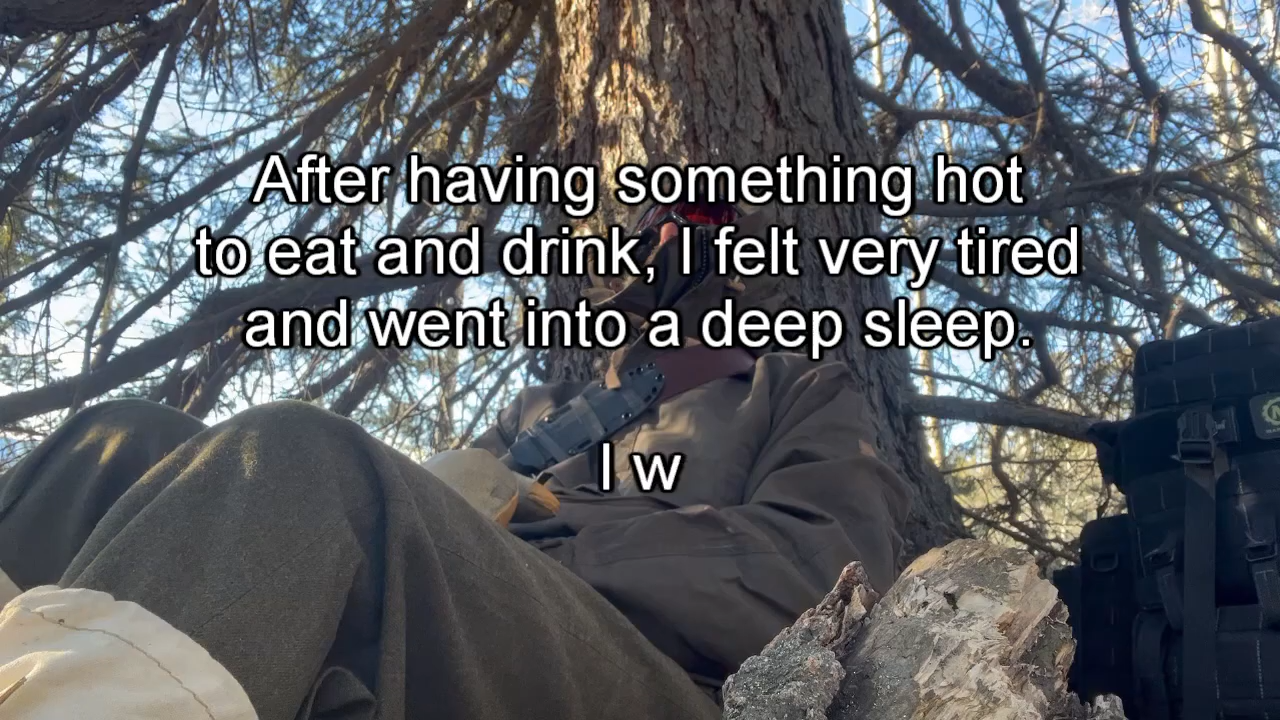 After having something hot
to eat and drink, I felt very tired
and went into a deep sleep.
I w